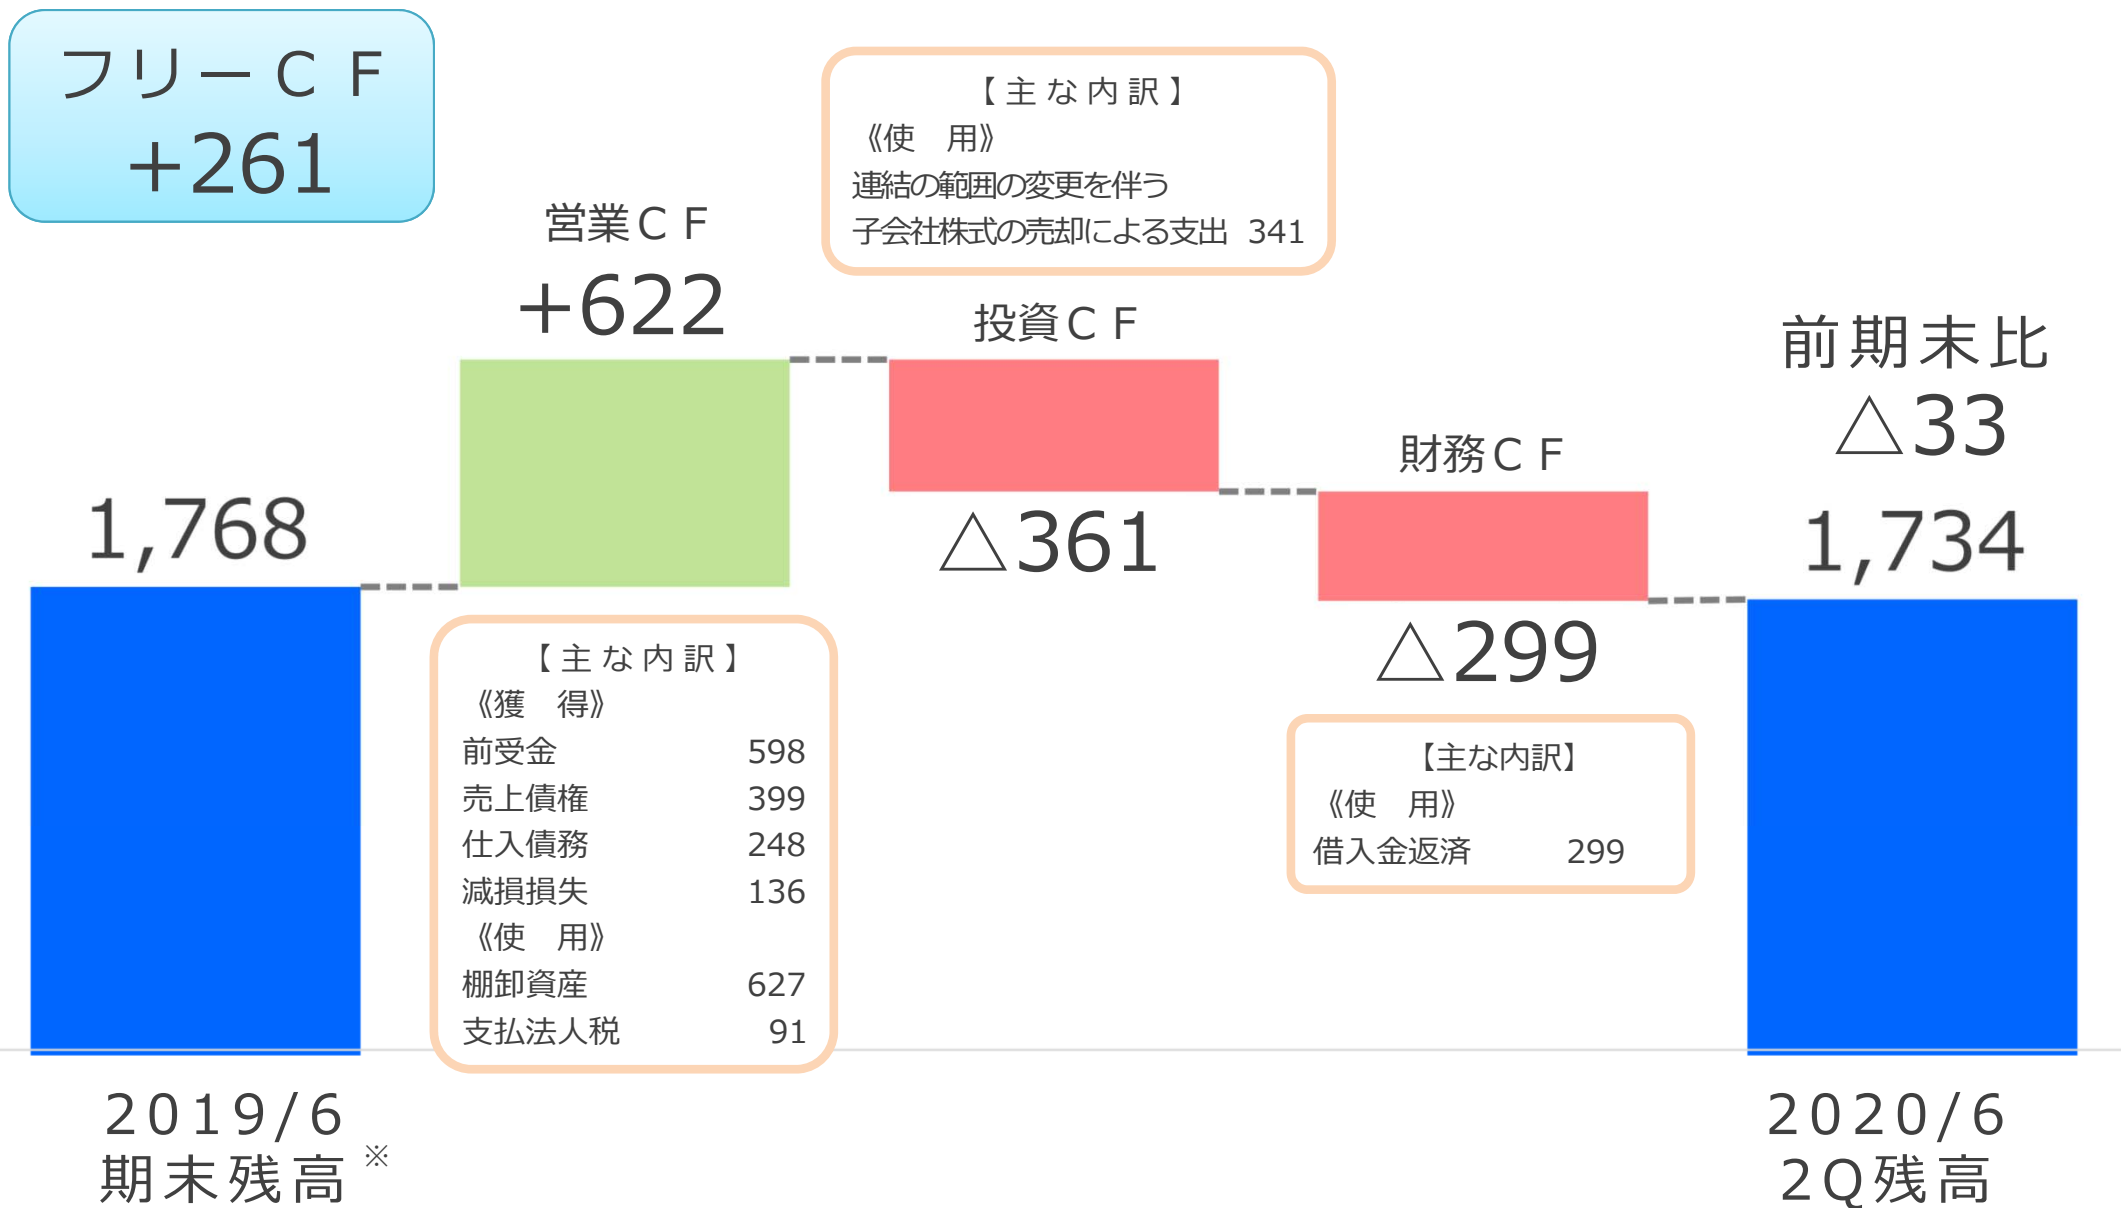 フリーＣＦ
+261
営業ＣＦ
+622
【主な内訳】
《使　用》
連結の範囲の変更を伴う
子会社株式の売却による支出 341
投資ＣＦ
△361
財務ＣＦ
△299
前期末比
△33
1,768
1,734
【主な内訳】
《獲　得》
前受金 598
売上債権 399
仕入債務 248
減損損失 136
《使　用》
棚卸資産 627
支払法人税 91
【主な内訳】
《使　用》
借入金返済 299
2019/6
期末残高※
2020/6
2Q残高